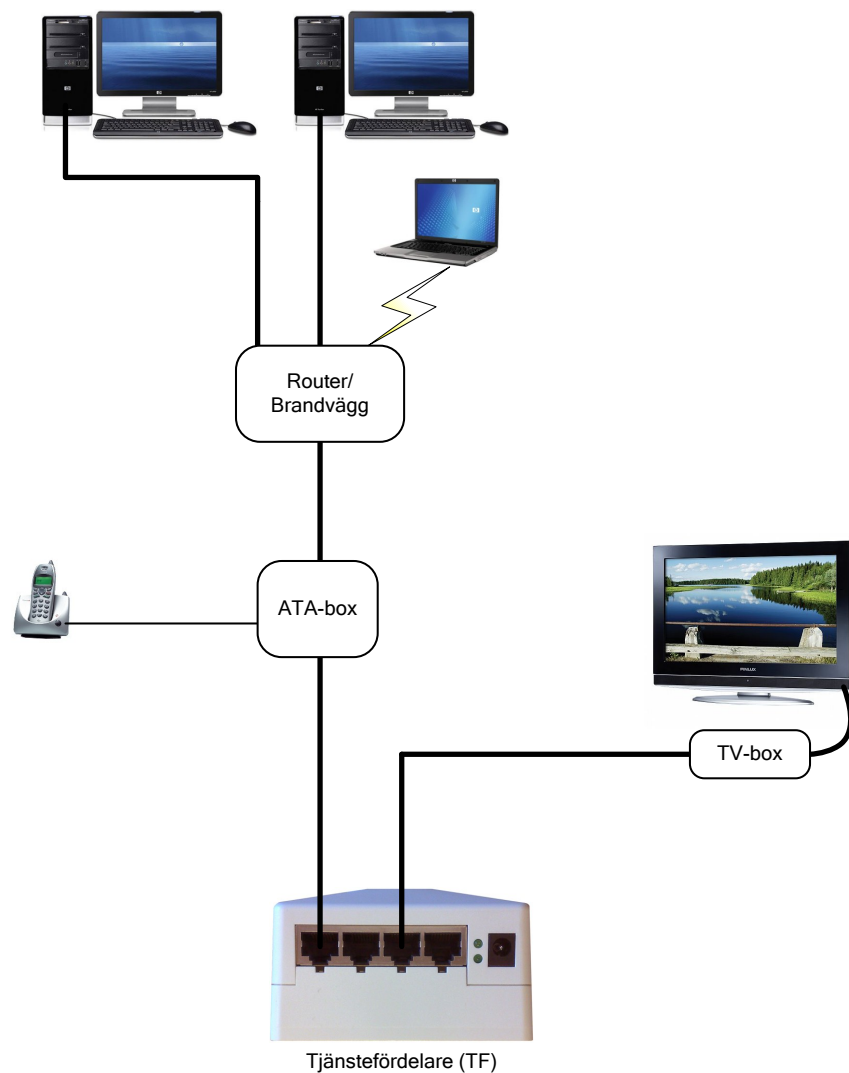 Router/
Brandvägg
ATA-box
TV-box
Tjänstefördelare (TF)